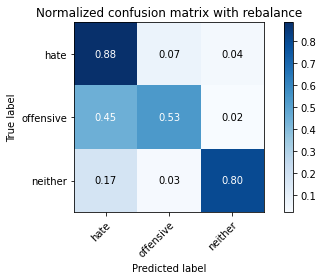 Normalized confusion matrix with rebalance
True label
hate
offensive
neither
0.88 0.07 0.04
0.45 0.53 0.02
0.17 0.03 0.80
hate
offensive
neither
Predicted label
0.8
0.7
0.6
0.5
0.4
0.3
0.2
0.1